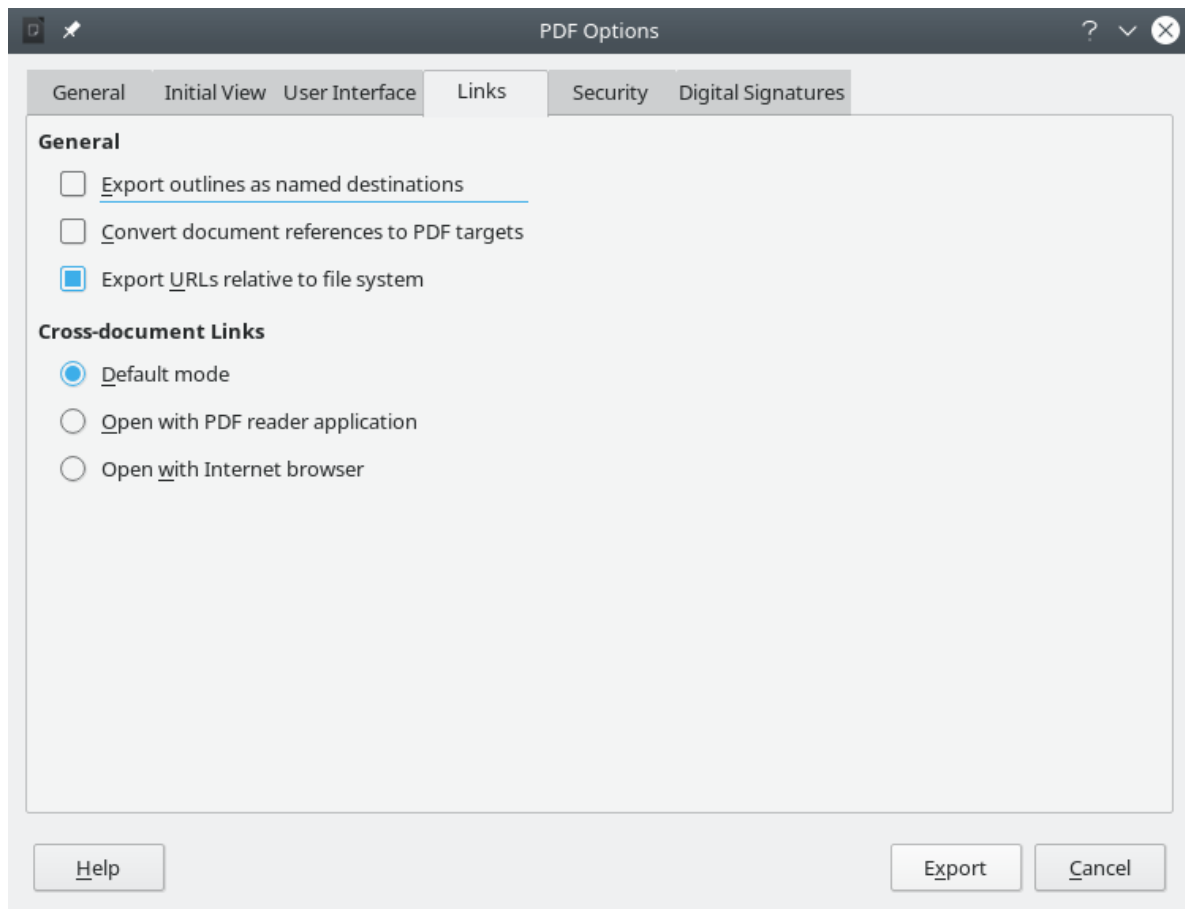 PDF Options
General Initial View User Interface Links Security Digital Signatures
General
Export outlines as named destinations
Convert document references to PDF targets
Export URLs relative to file system
Cross-document Links
Default mode
Open with PDF reader application
Open with Internet browser
Help Export Cancel